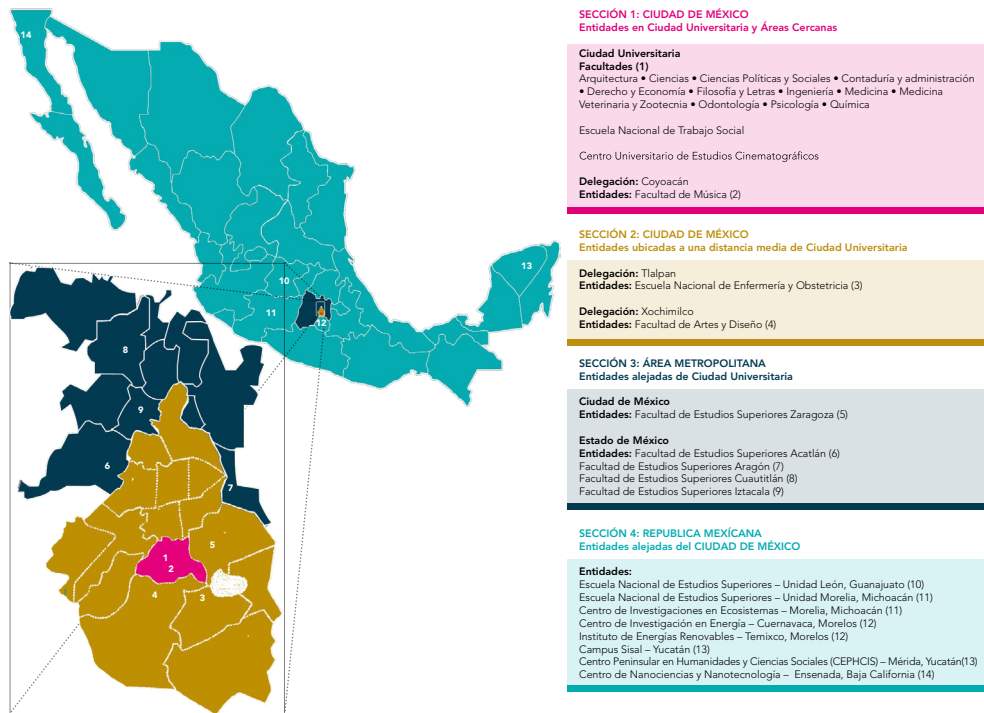 14
13
10
11
12
8
9
6
7
5
1
2
4
3
SECCIÓN 1: CIUDAD DE MÉXICO
Entidades en Ciudad Universitaria y Áreas Cercanas
Ciudad Universitaria
Facultades (1)
Arquitectura • Ciencias • Ciencias Políticas y Sociales • Contaduría y administración
• Derecho y Economía • Filosofía y Letras • Ingeniería • Medicina • Medicina
Veterinaria y Zootecnia • Odontología • Psicología • Química
Escuela Nacional de Trabajo Social
Centro Universitario de Estudios Cinematográficos
Delegación: Coyoacán
Entidades: Facultad de Música (2)
SECCIÓN 2: CIUDAD DE MÉXICO
Entidades ubicadas a una distancia media de Ciudad Universitaria
Delegación: Tlalpan
Entidades: Escuela Nacional de Enfermería y Obstetricia (3)
Delegación: Xochimilco
Entidades: Facultad de Artes y Diseño (4)
SECCIÓN 3: ÁREA METROPOLITANA
Entidades alejadas de Ciudad Universitaria
Ciudad de México
Entidades: Facultad de Estudios Superiores Zaragoza (5)
Estado de México
Entidades: Facultad de Estudios Superiores Acatlán (6)
Facultad de Estudios Superiores Aragón (7)
Facultad de Estudios Superiores Cuautitlán (8)
Facultad de Estudios Superiores Iztacala (9)
SECCIÓN 4: REPUBLICA MEXÍCANA
Entidades alejadas del CIUDAD DE MÉXICO
Entidades:
Escuela Nacional de Estudios Superiores – Unidad León, Guanajuato (10)
Escuela Nacional de Estudios Superiores – Unidad Morelia, Michoacán (11)
Centro de Investigaciones en Ecosistemas – Morelia, Michoacán (11)
Centro de Investigación en Energía – Cuernavaca, Morelos (12)
Instituto de Energías Renovables – Temixco, Morelos (12)
Campus Sisal – Yucatán (13)
Centro Peninsular en Humanidades y Ciencias Sociales (CEPHCIS) – Mérida, Yucatán(13)
Centro de Nanociencias y Nanotecnología – Ensenada, Baja California (14)